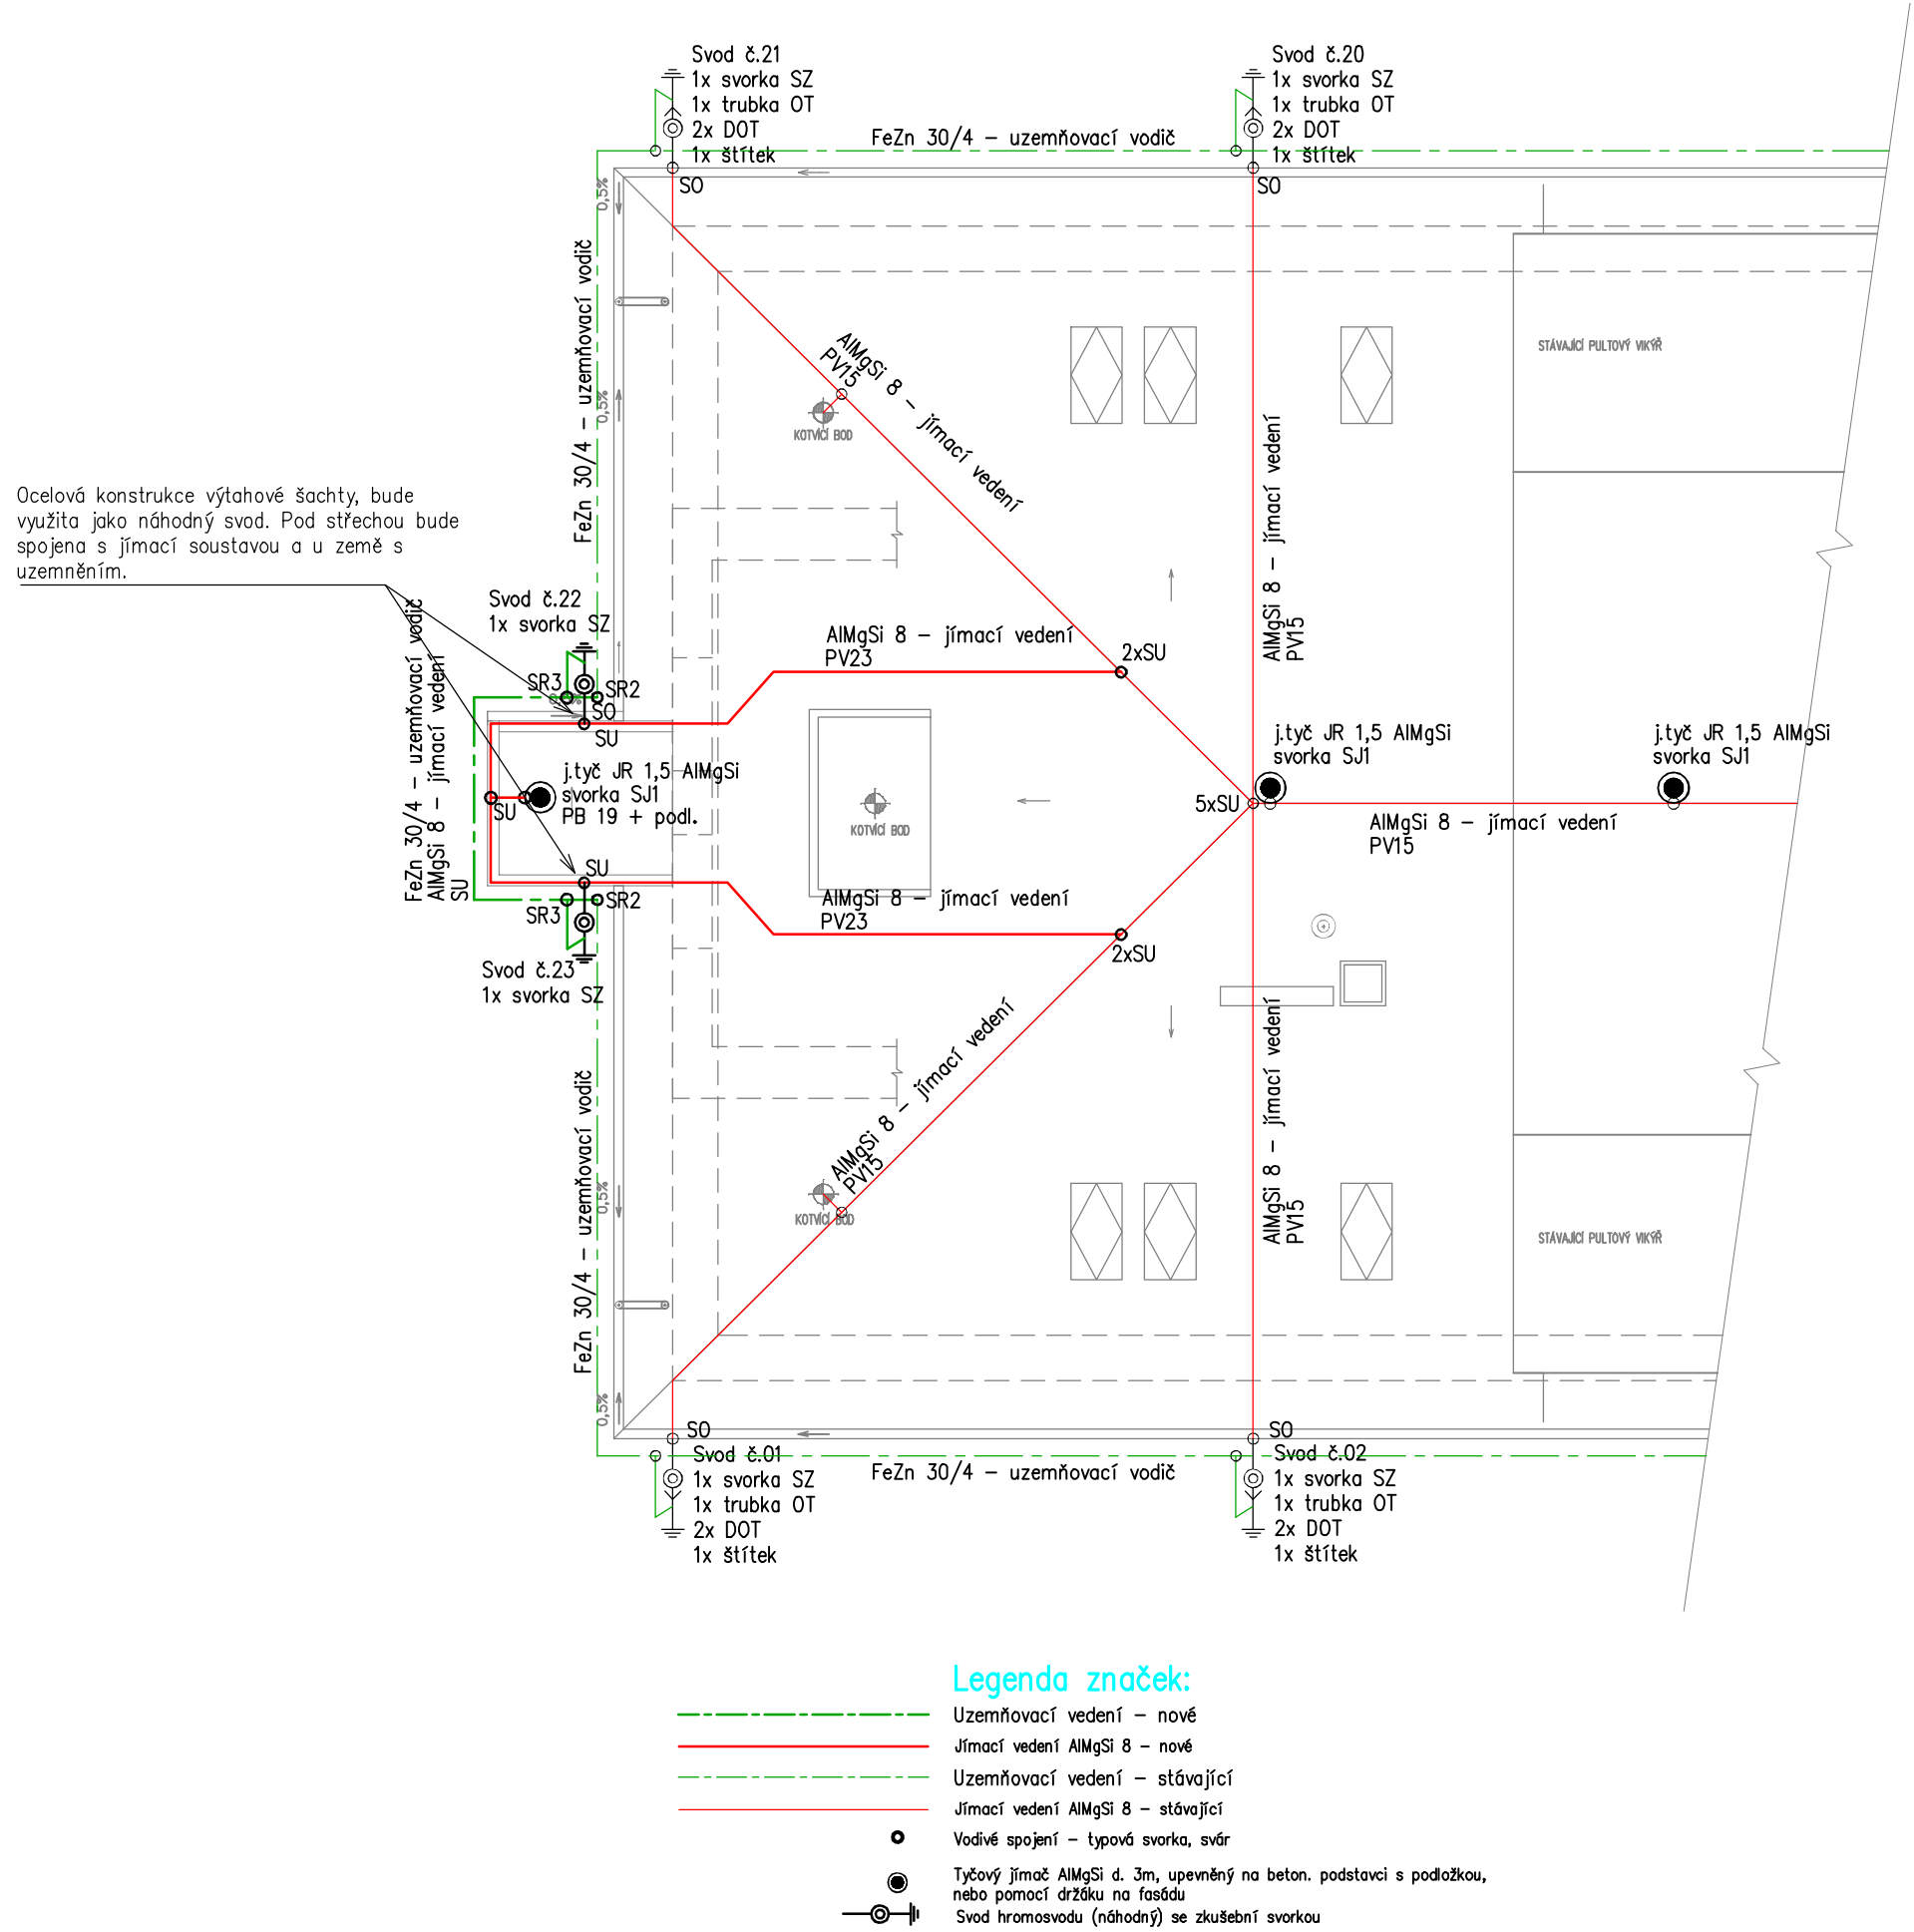 Svod č.21
1x svorka SZ
1x trubka OT
2x DOT
1x štítek
SO
Svod č.20
1x svorka SZ
1x trubka OT
2x DOT
1x štítek
SO
FeZn 30/4 – uzemňovací vodič
0,5%
FeZn 30/4 – uzemňovací vodič
0,5%
STÁVAJÍCÍ PULTOVÝ VIKÝŘ
AlMgSi 8 – jímací vedení
PV15
KOTVÍCÍ BOD
AlMgSi 8 – jímací vedení
PV15
Ocelová konstrukce výtahové šachty, bude
využita jako náhodný svod. Pod střechou bude
spojena s jímací soustavou a u země s
uzemněním.
Svod č.22
1x svorka SZ
AlMgSi 8 – jímací vedení
PV23
2xSU
SR3
SR2
SO
SU
FeZn 30/4 – uzemňovací vodič
AlMgSi 8 – jímací vedení
SU
j.tyč JR 1,5 AlMgSi
svorka SJ1
PB 19 + podl.
SU
j.tyč JR 1,5 AlMgSi
svorka SJ1
j.tyč JR 1,5 AlMgSi
svorka SJ1
5xSU
KOTVÍCÍ BOD
AlMgSi 8 – jímací vedení
PV15
SU
SR3
SR2
AlMgSi 8 – jímací vedení
PV23
2xSU
Svod č.23
1x svorka SZ
AlMgSi 8 – jímací vedení
PV15
AlMgSi 8 – jímací vedení
PV15
KOTVÍCÍ BOD
STÁVAJÍCÍ PULTOVÝ VIKÝŘ
0,5%
FeZn 30/4 – uzemňovací vodič
0,5%
SO
Svod č.01
1x svorka SZ
1x trubka OT
2x DOT
1x štítek
FeZn 30/4 – uzemňovací vodič
SO
Svod č.02
1x svorka SZ
1x trubka OT
2x DOT
1x štítek
Legenda značek:
Uzemňovací vedení – nové
Jímací vedení AlMgSi 8 – nové
Uzemňovací vedení – stávající
Jímací vedení AlMgSi 8 – stávající
Vodivé spojení – typová svorka, svár
Tyčový jímač AlMgSi d. 3m, upevněný na beton. podstavci s podložkou,
nebo pomocí držáku na fasádu
Svod hromosvodu (náhodný) se zkušební svorkou